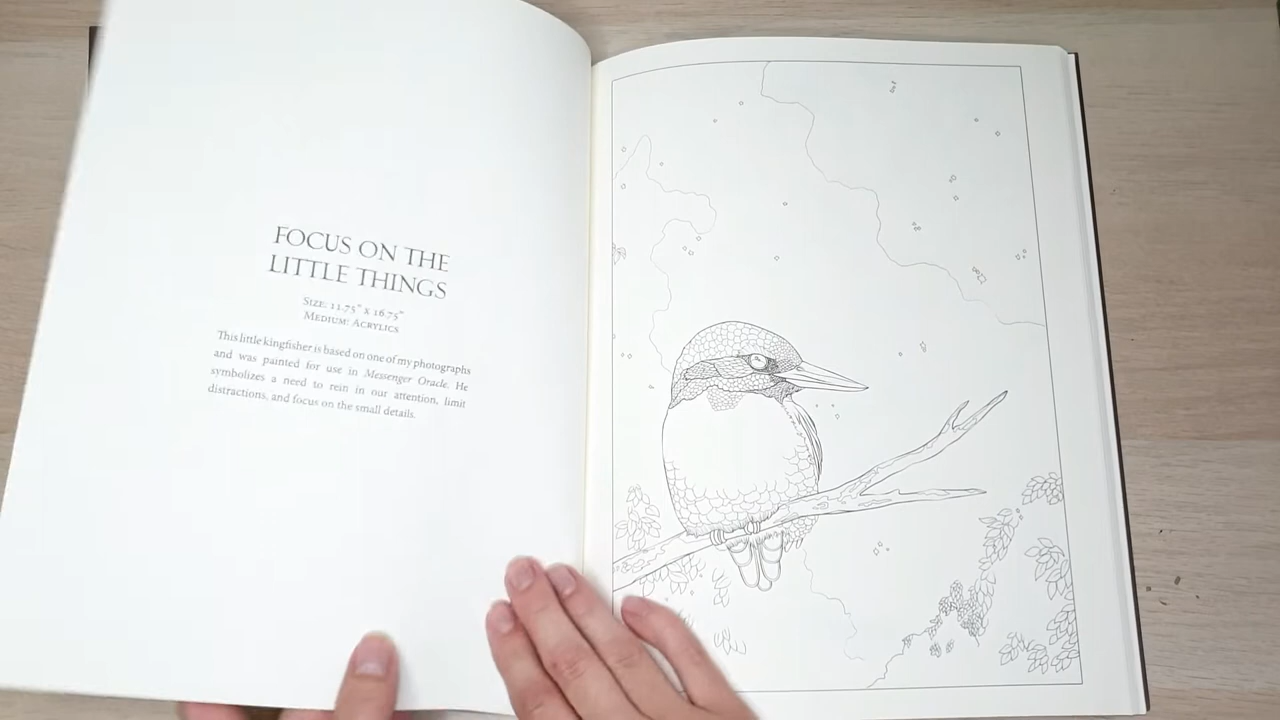 FOCUS ON THE
LITTLE THINGS
Size: 11.75" x 16.75"
Medium: Acrylics
This little kingfisher is based on one of my photographs
and was painted for use in Messenger Oracle. He
symbolizes a need to rein in our attention, limit
distractions, and focus on the small details.